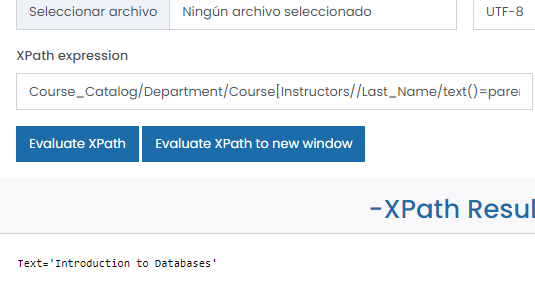 Seleccionar archivo Ningún archivo seleccionado UTF-8
XPath expression
Course_Catalog/Department/Course[Instructors//Last_Name/text()=paren
Evaluate XPath Evaluate XPath to new window
-XPath Resul
Text='Introduction to Databases'